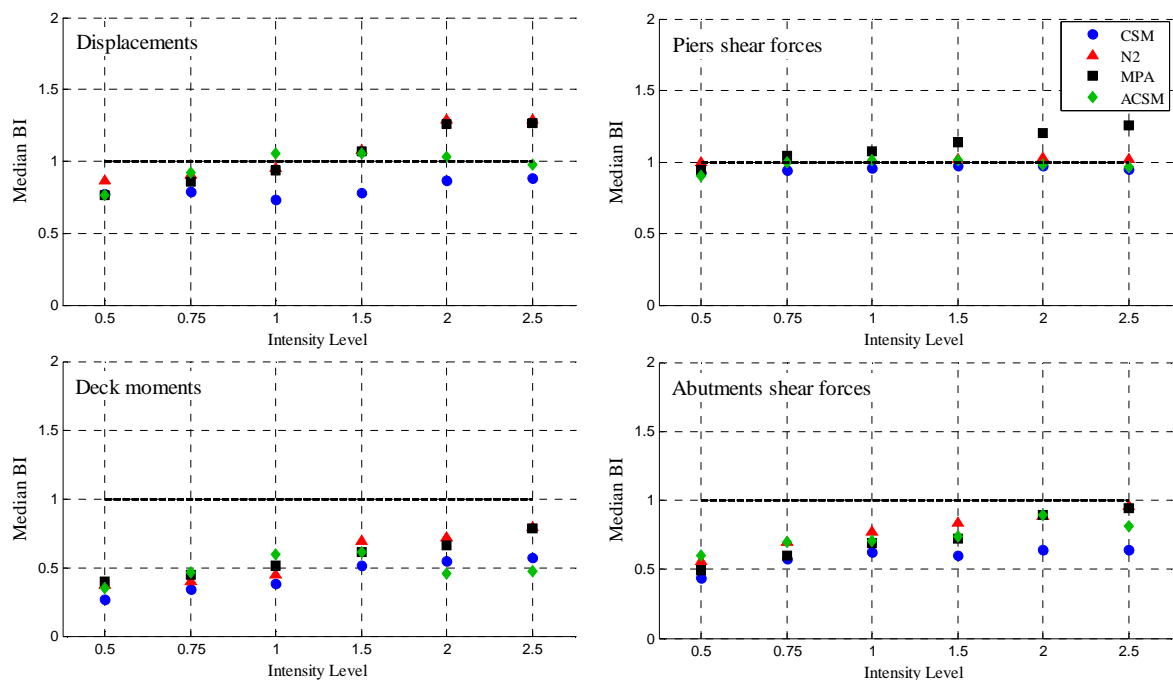 Displacements
2
1.5
1
0.5
0
Median BI
0.5 0.75 1 1.5 2 2.5
Intensity Level
Piers shear forces
CSM
N2
MPA
ACSM
2
1.5
1
0.5
0
Median BI
0.5 0.75 1 1.5 2 2.5
Intensity Level
Deck moments
2
1.5
1
0.5
0
Median BI
0.5 0.75 1 1.5 2 2.5
Intensity Level
Abutments shear forces
2
1.5
1
0.5
0
Median BI
0.5 0.75 1 1.5 2 2.5
Intensity Level